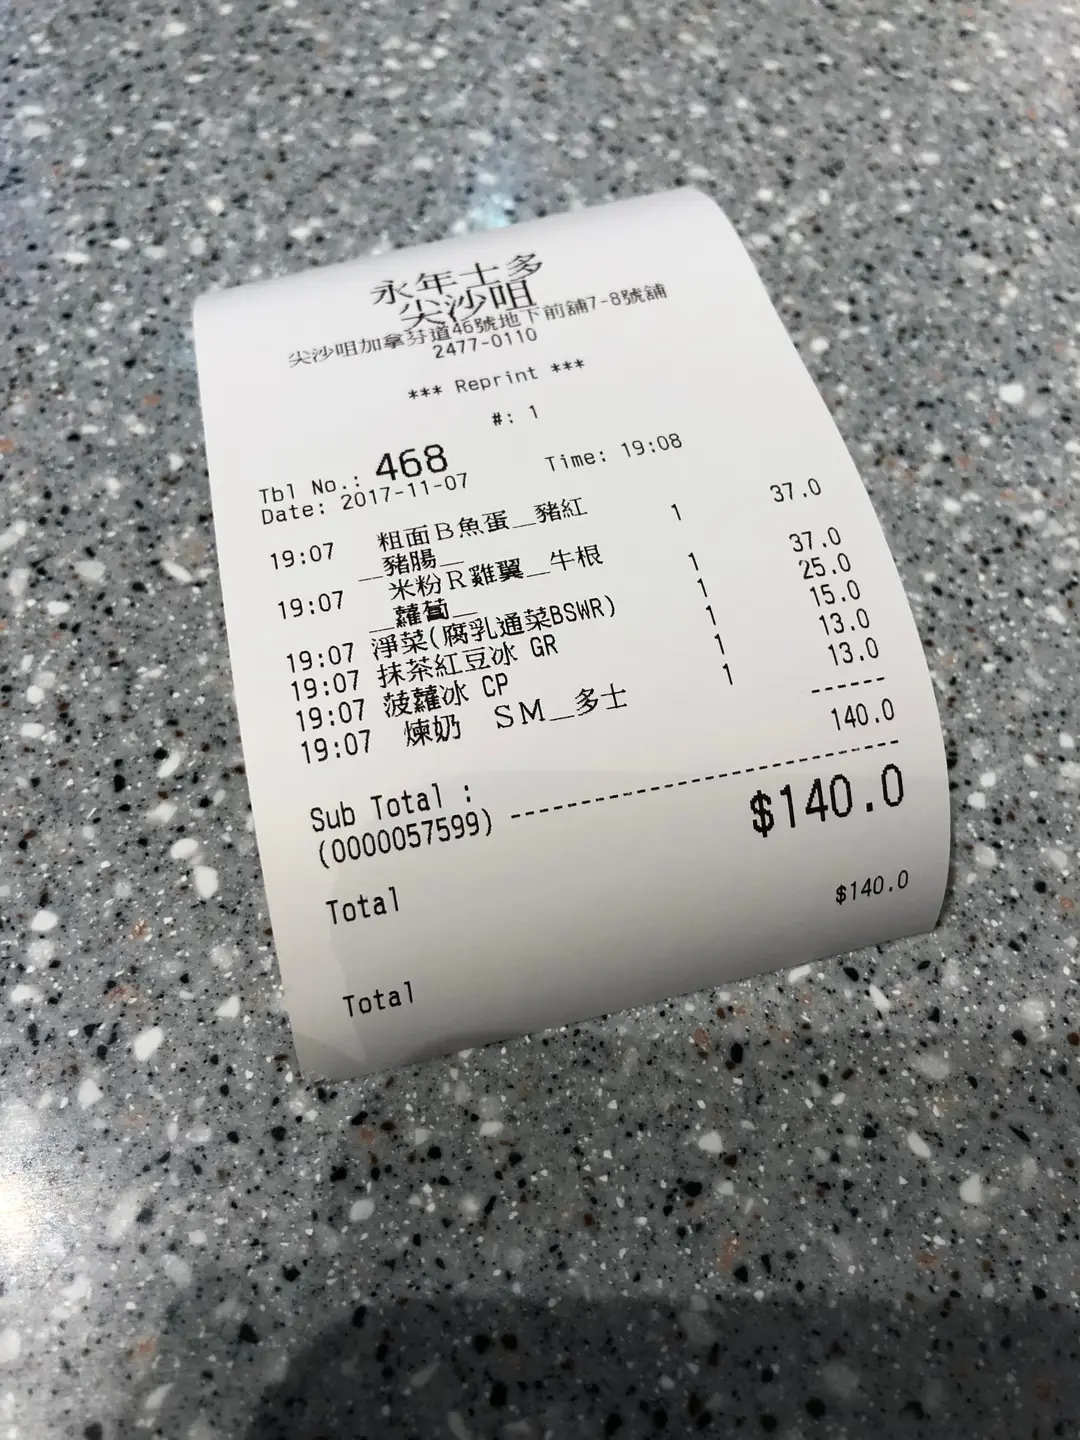 永年士多
尖沙咀
尖沙咀加拿芬道46號地下前舖7-8號舖
2477-0110
*** Reprint ***
#: 1
Tbl No.: 468
Date: 2017-11-07 Time: 19:08
19:07 粗面B魚蛋__豬紅 1 37.0
__豬腸__
19:07 米粉R雞翼__牛根 1 37.0
__蘿蔔__
19:07 淨菜(腐乳通菜BSWR) 1 25.0
19:07 抹茶紅豆冰 GR 1 15.0
19:07 菠蘿冰 CP 1 13.0
19:07 煉奶 SM__多士 1 13.0
------
Sub Total : 140.0
(0000057599) ------------------------------
Total $140.0
Total $140.0